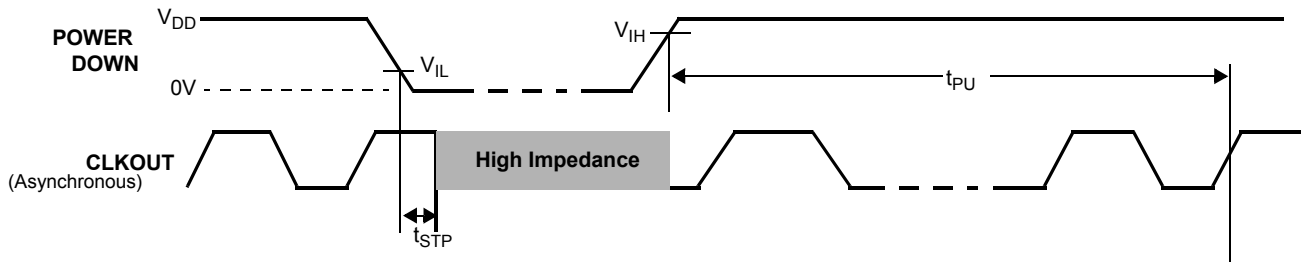 V_DD
POWER
DOWN
V_IL
0V
V_IH
t_PU
CLKOUT
(Asynchronous)
High Impedance
t_STP